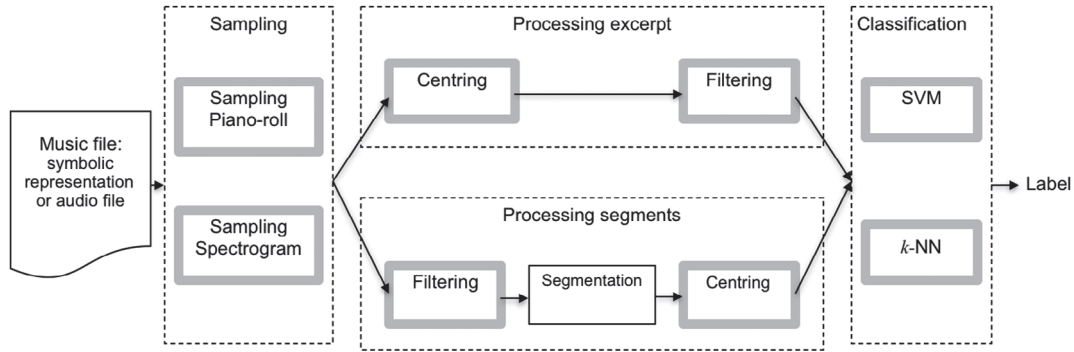 Music file:
symbolic
representation
or audio file
Sampling
Sampling
Piano-roll
Sampling
Spectrogram
Processing excerpt
Centring
Filtering
Processing segments
Filtering
Segmentation
Centring
Classification
SVM
k-NN
Label